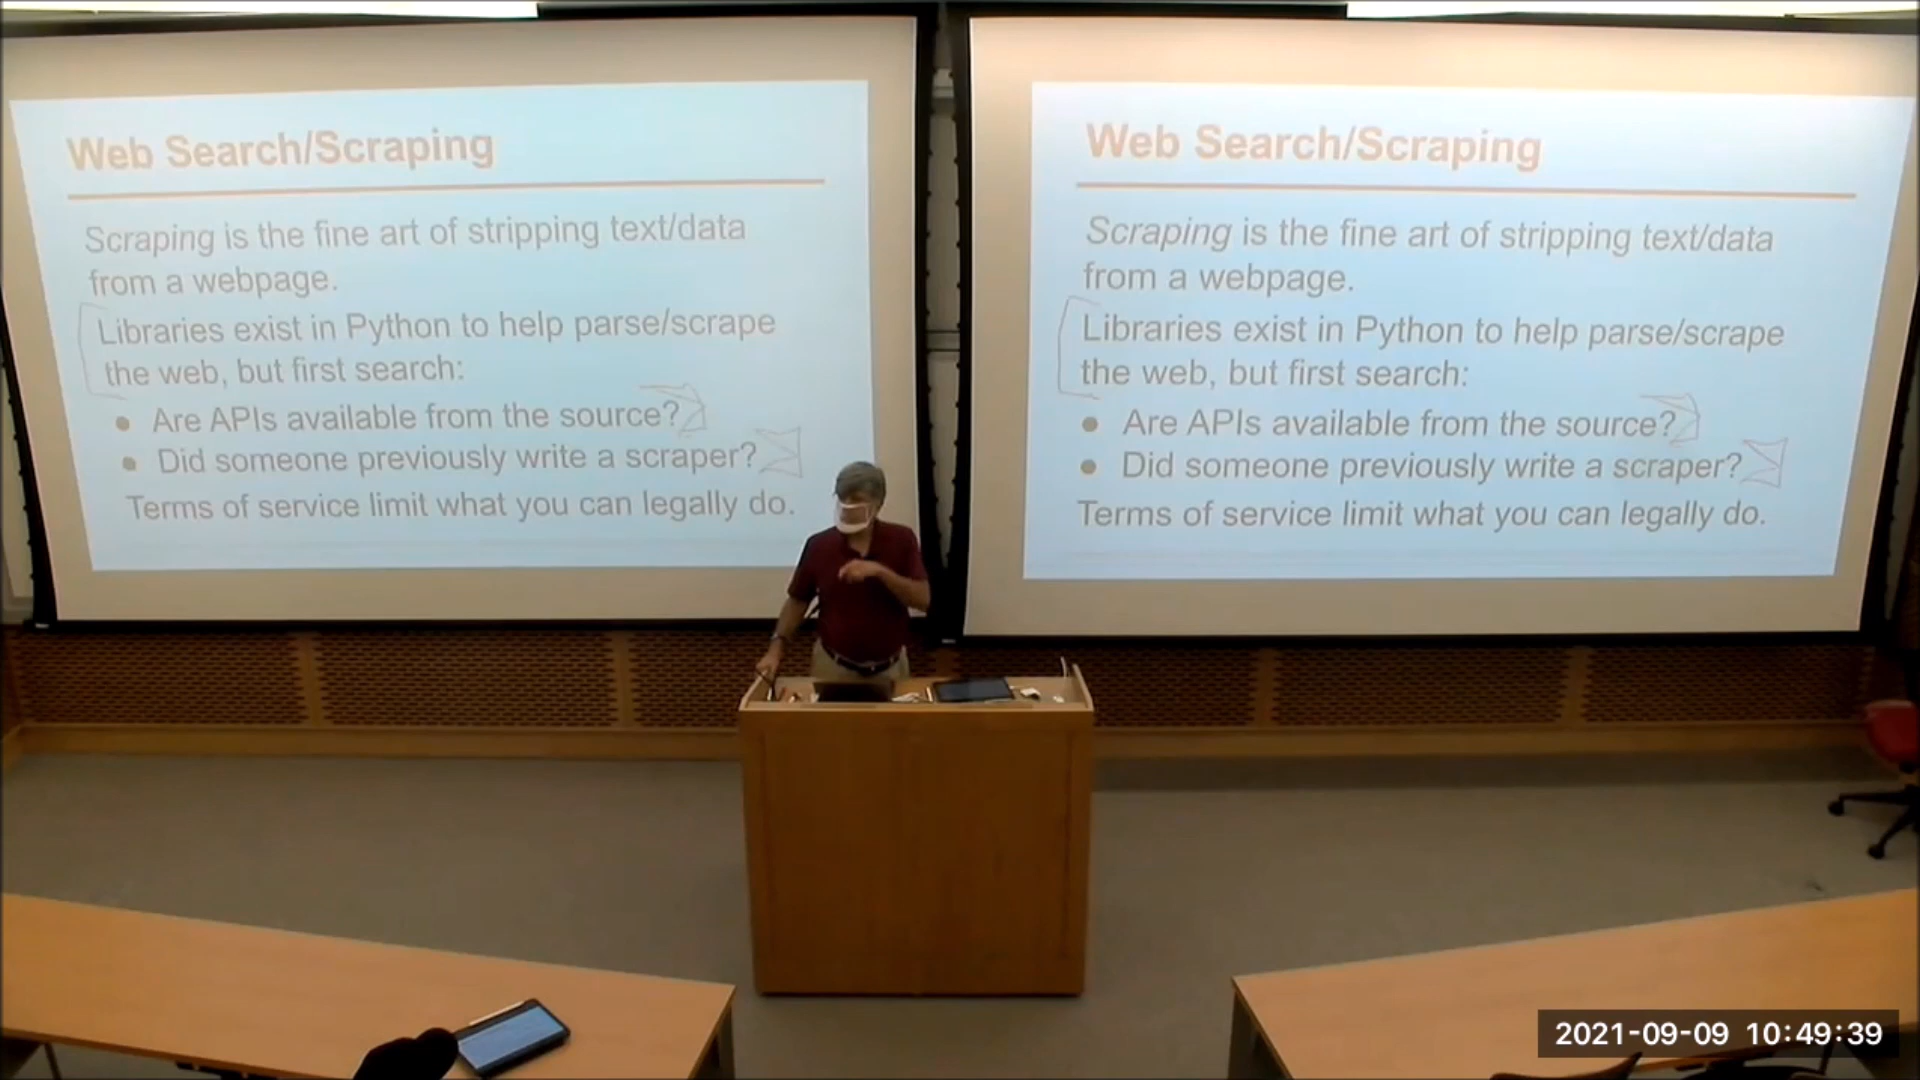 Web Search/Scraping
Scraping is the fine art of stripping text/data
from a webpage.
Libraries exist in Python to help parse/scrape
the web, but first search:
● Are APIs available from the source?
● Did someone previously write a scraper?
Terms of service limit what you can legally do.
Web Search/Scraping
Scraping is the fine art of stripping text/data
from a webpage.
Libraries exist in Python to help parse/scrape
the web, but first search:
● Are APIs available from the source?
● Did someone previously write a scraper?
Terms of service limit what you can legally do.
2021-09-09 10:49:39